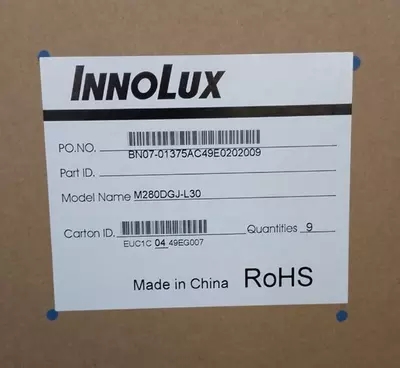 INNOLUX
PO.NO. BN07-01375AC49E0202009
Part ID.
Model Name M280DGJ-L30
Carton ID. EUC1C 04 49EG007 Quantities 9
Made in China RoHS